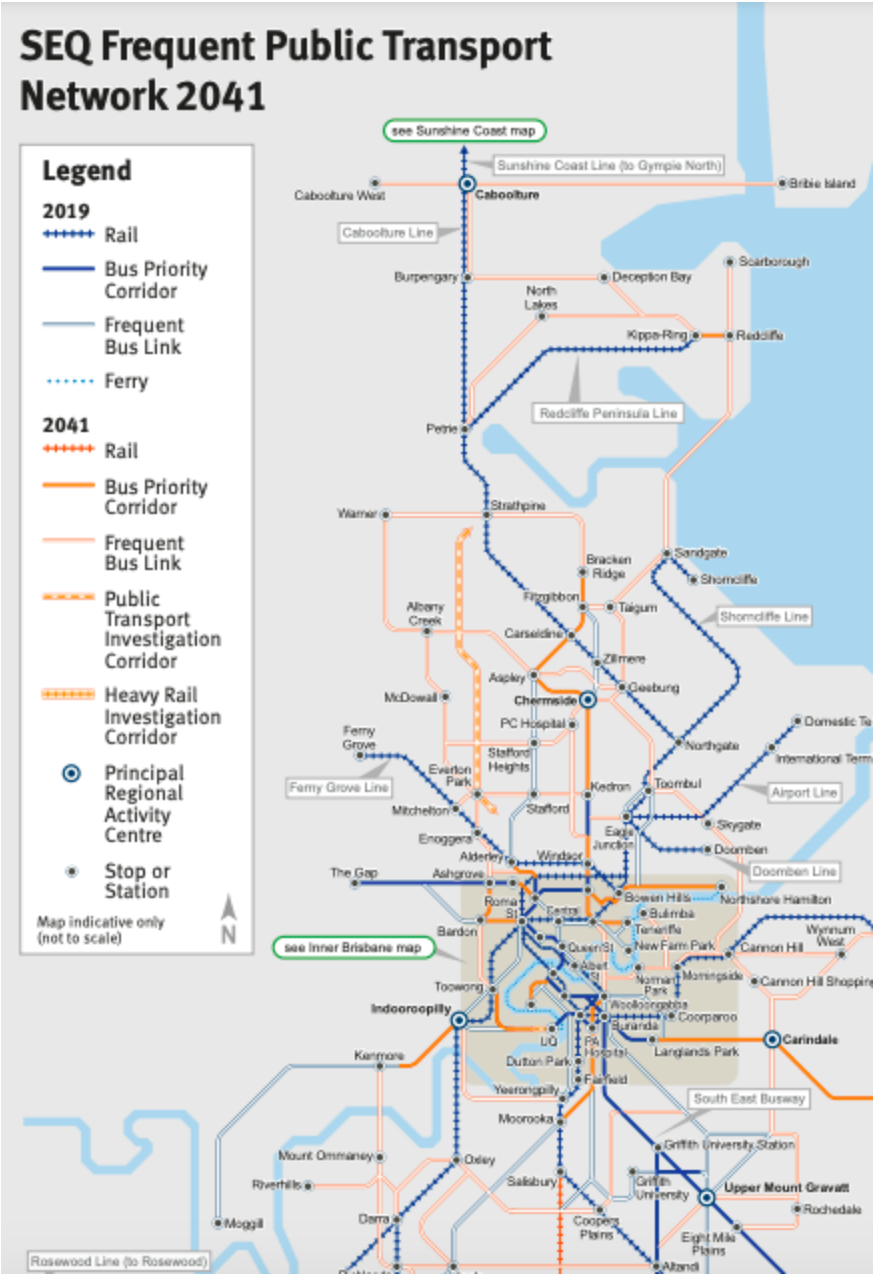 SEQ Frequent Public Transport
Network 2041
see Sunshine Coast map
Sunshine Coast Line (to Gympie North)
Legend
2019
Rail
Bus Priority
Corridor
Frequent
Bus Link
Ferry
2041
Rail
Bus Priority
Corridor
Frequent
Bus Link
Public
Transport
Investigation
Corridor
Heavy Rail
Investigation
Corridor
Principal
Regional
Activity
Centre
Stop or
Station
Map indicative only
(not to scale)
N
Caboolture West
Caboolture
Bribie Island
Caboolture Line
Scarborough
Burpengary
Deception Bay
North
Lakes
Kippa-Ring
Redcliffe
Redcliffe Peninsula Line
Petrie
Strathpine
Warner
Sandgate
Bracken
Ridge
Shorncliffe
Fitzgibbon
Taigum
Albany
Creek
Shorncliffe Line
Carseldine
Zillmere
Aspley
Geebung
McDowall
Chermside
PC Hospital
Domestic Te
Ferny
Grove
Stafford
Heights
Northgate
International Term
Everton
Park
Ferny Grove Line
Kedron
Toombul
Airport Line
Mitchelton
Stafford
Skygate
Enoggera
Eagle
Junction
Doomben
Alderley
Windsor
Doomben Line
The Gap
Ashgrove
Bowen Hills
Northshore Hamilton
Roma
St
Central
Bulimba
Bardon
Teneriffe
Wynnum
West
see Inner Brisbane map
Queen St
New Farm Park
Cannon Hill
Albert
St
Morningside
Toowong
Norman
Park
Cannon Hill Shopping
Indooroopilly
Woolloongabba
Coorparoo
Buranda
UQ
PA
Hospital
Langlands Park
Carindale
Kenmore
Dutton Park
Fairfield
Yeerongpilly
South East Busway
Moorooka
Griffith University Station
Mount Ommaney
Oxley
Riverhills
Salisbury
Griffith
University
Upper Mount Gravatt
Moggill
Darra
Coopers
Plains
Rochedale
Eight Mile
Plains
Rosewood Line (to Rosewood)
Altandi